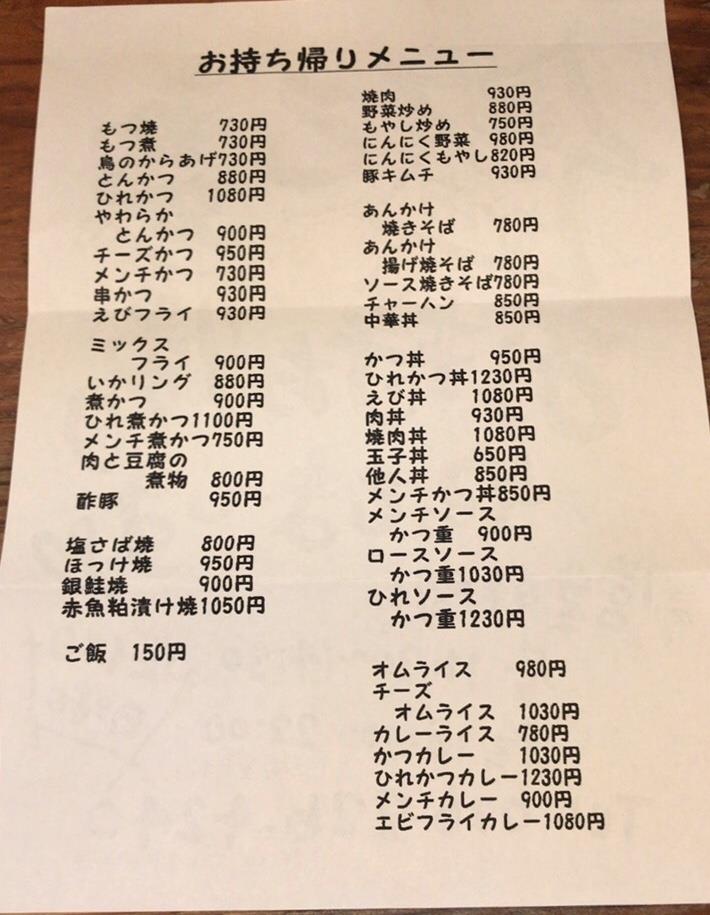 お持ち帰りメニュー
もつ焼 730円
もつ煮 730円
鳥のからあげ730円
とんかつ 880円
ひれかつ 1080円
やわらか
とんかつ 900円
チーズかつ 950円
メンチかつ 730円
串かつ 930円
えびフライ 930円
ミックス
フライ 900円
いかリング 880円
煮かつ 900円
ひれ煮かつ1100円
メンチ煮かつ750円
肉と豆腐の
煮物 800円
酢豚 950円
塩さば焼 800円
ほっけ焼 950円
銀鮭焼 900円
赤魚粕漬け焼1050円
ご飯 150円
焼肉 930円
野菜炒め 880円
もやし炒め 750円
にんにく野菜 980円
にんにくもやし820円
豚キムチ 930円
あんかけ
焼きそば 780円
あんかけ
揚げ焼そば 780円
ソース焼きそば780円
チャーハン 850円
中華丼 850円
かつ丼 950円
ひれかつ丼1230円
えび丼 1080円
肉丼 930円
焼肉丼 1080円
玉子丼 650円
他人丼 850円
メンチかつ丼850円
メンチソース
かつ重 900円
ロースソース
かつ重1030円
ひれソース
かつ重1230円
オムライス 980円
チーズ
オムライス 1030円
カレーライス 780円
かつカレー 1030円
ひれかつカレー1230円
メンチカレー 900円
エビフライカレー1080円